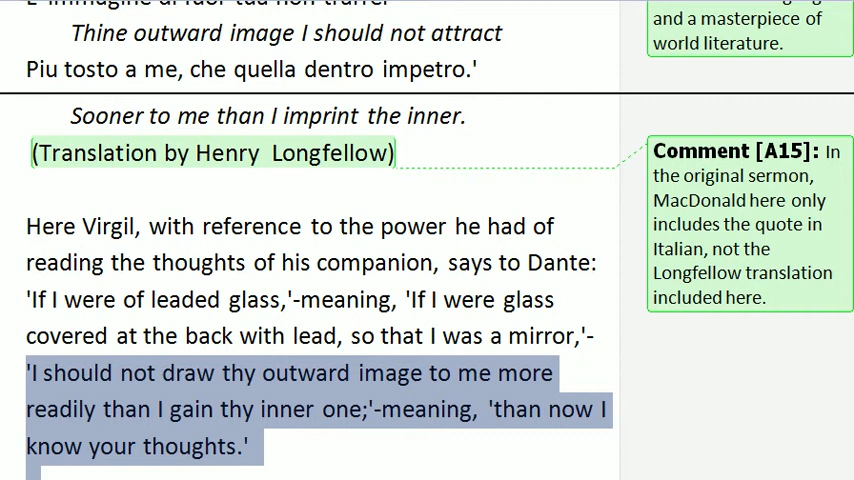 Thine outward image I should not attract
Piu tosto a me, che quella dentro impetro.'
Sooner to me than I imprint the inner.
(Translation by Henry Longfellow)
Here Virgil, with reference to the power he had of
reading the thoughts of his companion, says to Dante:
'If I were of leaded glass,'-meaning, 'If I were glass
covered at the back with lead, so that I was a mirror,'-
'I should not draw thy outward image to me more
readily than I gain thy inner one;'-meaning, 'than now I
know your thoughts.'
and a masterpiece of
world literature.
Comment [A15]: In
the original sermon,
MacDonald here only
includes the quote in
Italian, not the
Longfellow translation
included here.